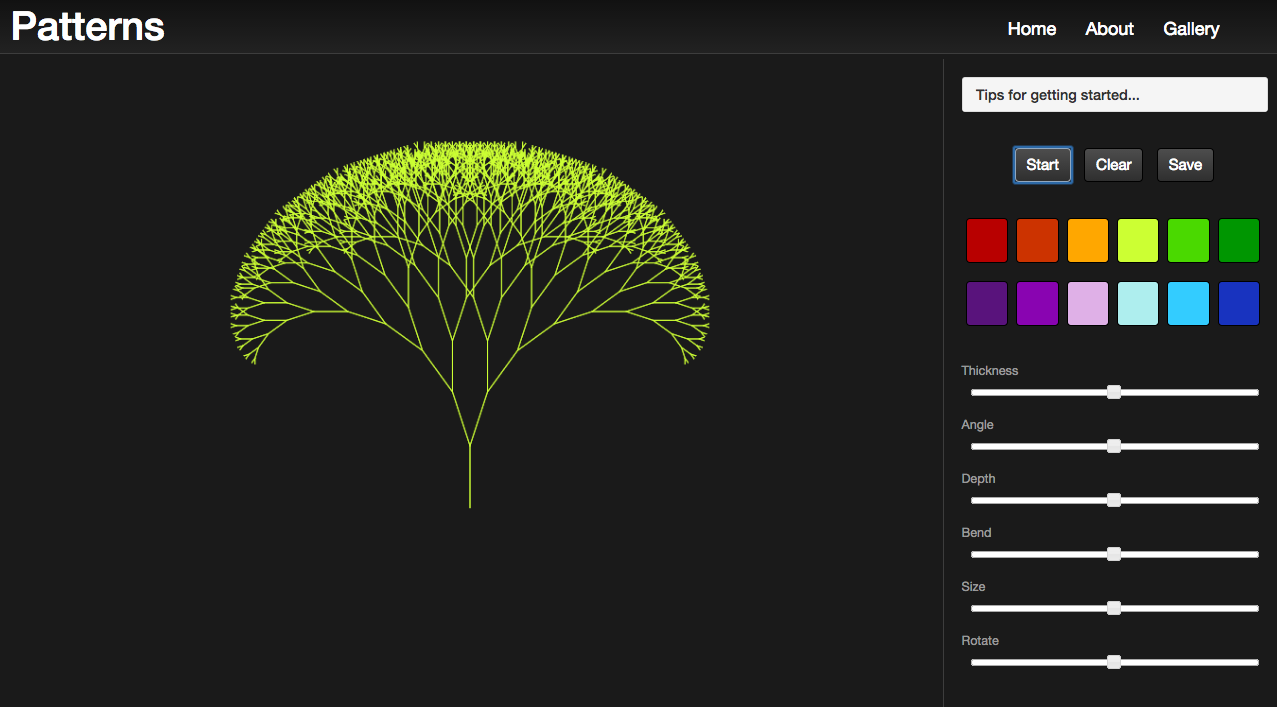 Patterns
Home About Gallery
Tips for getting started...
Start Clear Save
Thickness
Angle
Depth
Bend
Size
Rotate